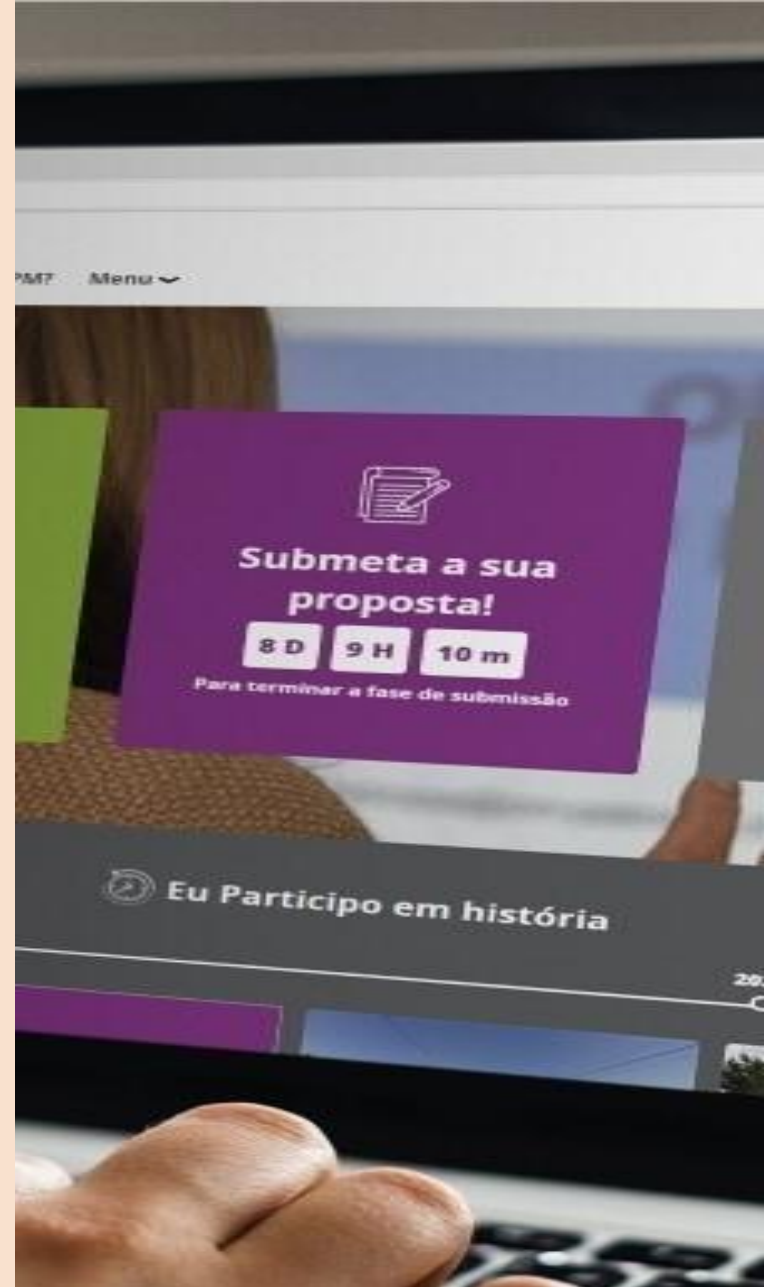 Menu
Submeta a sua
proposta!
8 D 9 H 10 m
Para terminar a fase de submissão
Eu Participo em história